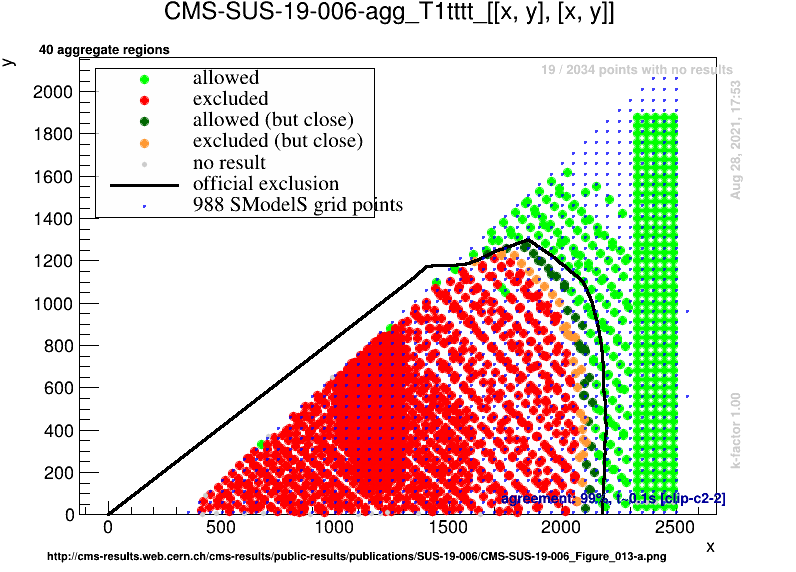 CMS-SUS-19-006-agg_T1tttt_[[x, y], [x, y]]
40 aggregate regions
y
19 / 2034 points with no results
allowed
excluded
allowed (but close)
excluded (but close)
no result
official exclusion
988 SModelS grid points
Aug 28, 2021, 17:53
k-factor 1.00
2000
1800
1600
1400
1200
1000
800
600
400
200
0
agreement: 99%, t~0.1s [clip-c2-2]
0 500 1000 1500 2000 2500
x
http://cms-results.web.cern.ch/cms-results/public-results/publications/SUS-19-006/CMS-SUS-19-006_Figure_013-a.png